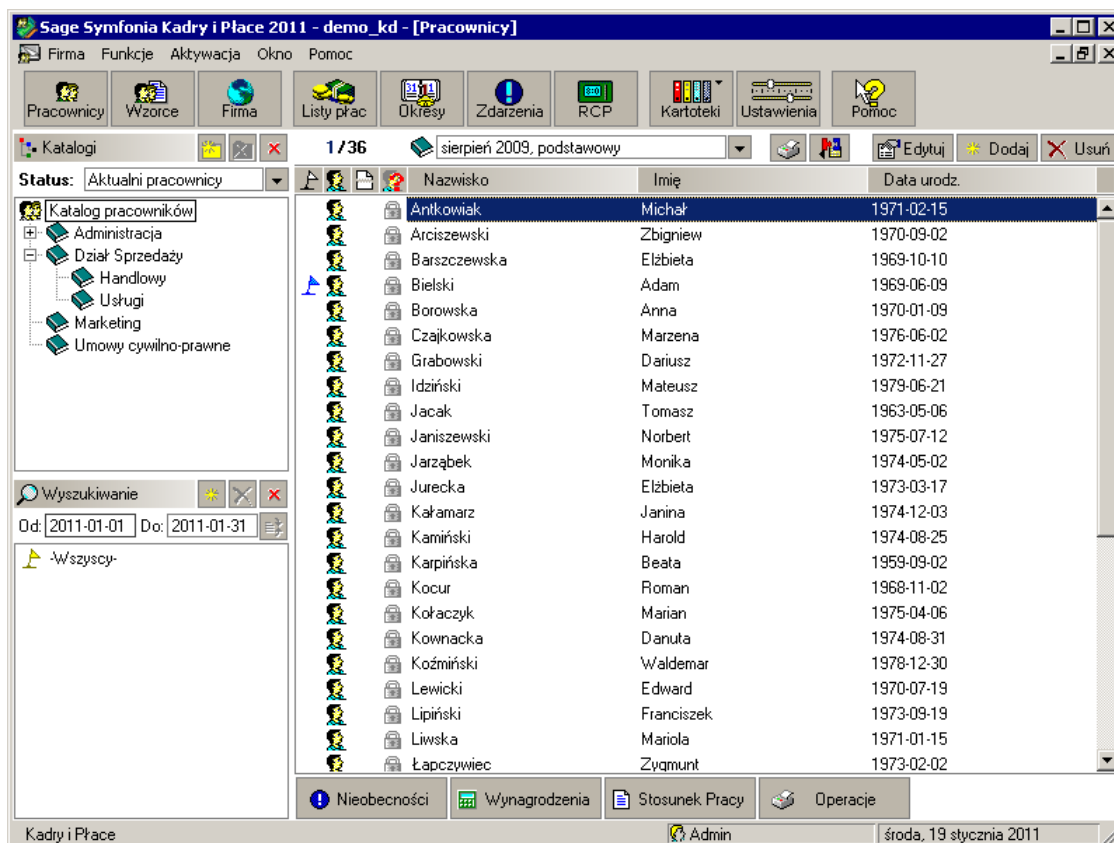 Sage Symfonia Kadry i Płace 2011 - demo_kd - [Pracownicy]
Firma Funkcje Aktywacja Okno Pomoc
Pracownicy Wzorce Firma Listy płac Okresy Zdarzenia RCP Kartoteki Ustawienia Pomoc
Katalogi
1/36 sierpień 2009, podstawowy Edytuj Dodaj Usuń
Status: Aktualni pracownicy
Nazwisko Imię Data urodz.
Katalog pracowników
Administracja
Dział Sprzedaży
Handlowy
Usługi
Marketing
Umowy cywilno-prawne
Wyszukiwanie
Od: 2011-01-01 Do: 2011-01-31
-Wszyscy-
Antkowiak Michał 1971-02-15
Arciszewski Zbigniew 1970-09-02
Barszczewska Elżbieta 1969-10-10
Bielski Adam 1969-06-09
Borowska Anna 1970-01-09
Czajkowska Marzena 1976-06-02
Grabowski Dariusz 1972-11-27
Idziński Mateusz 1979-06-21
Jacak Tomasz 1963-05-06
Janiszewski Norbert 1975-07-12
Jarząbek Monika 1974-05-02
Jurecka Elżbieta 1973-03-17
Kałamarz Janina 1974-12-03
Kamiński Harold 1974-08-25
Karpińska Beata 1959-09-02
Kocur Roman 1968-11-02
Kołaczyk Marian 1975-04-06
Kownacka Danuta 1974-08-31
Koźmiński Waldemar 1978-12-30
Lewicki Edward 1970-07-19
Lipiński Franciszek 1973-09-19
Liwska Mariola 1971-01-15
Łapczywiec Zygmunt 1973-02-02
Nieobecności Wynagrodzenia Stosunek Pracy Operacje
Kadry i Płace Admin środa, 19 stycznia 2011